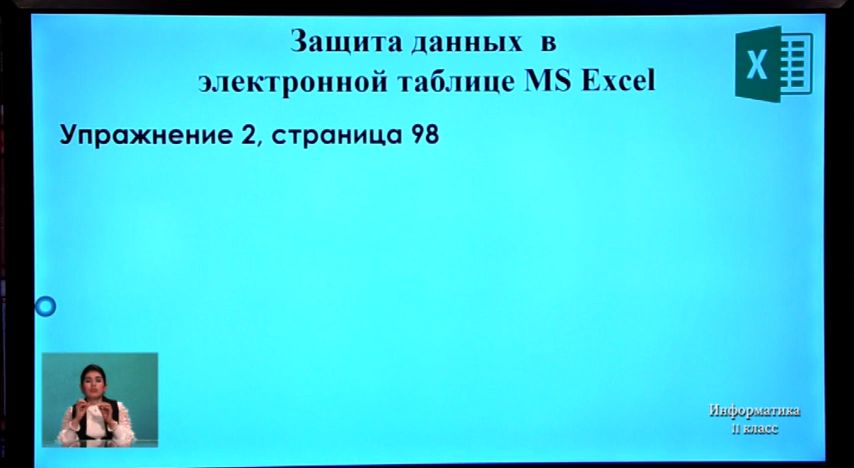 Защита данных в
электронной таблице MS Excel
X
Упражнение 2, страница 98
Информатика
11 класс